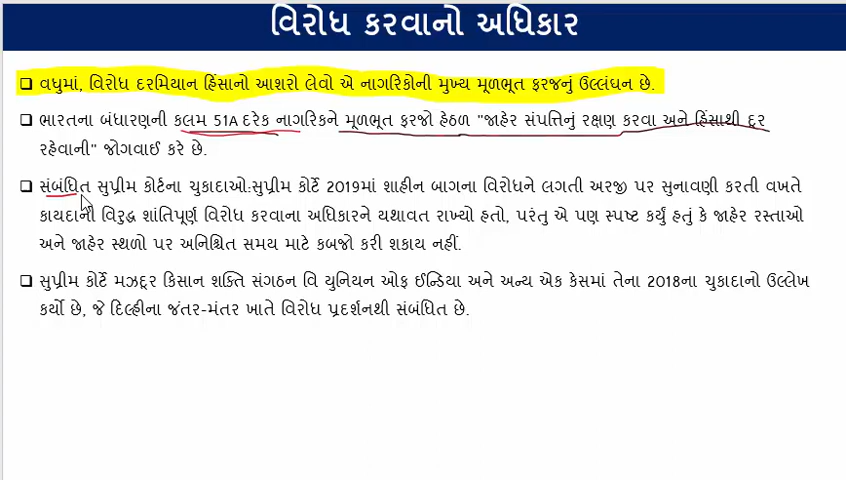 વિરોધ કરવાનો અધિકાર
❑ વધુમાં, વિરોધ દરમિયાન હિંસાનો આશરો લેવો એ નાગરિકોની મુખ્ય મૂળભૂત ફરજનું ઉલ્લંઘન છે.
❑ ભારતના બંધારણની કલમ 51A દરેક નાગરિકને મૂળભૂત ફરજો હેઠળ "જાહેર સંપત્તિનું રક્ષણ કરવા અને હિંસાથી દૂર
રહેવાની" જોગવાઈ કરે છે.
❑ સંબંધિત સુપ્રીમ કોર્ટના ચુકાદાઓ:સુપ્રીમ કોર્ટે 2019માં શાહીન બાગના વિરોધને લગતી અરજી પર સુનાવણી કરતી વખતે
કાયદાની વિરુદ્ધ શાંતિપૂર્ણ વિરોધ કરવાના અધિકારને યથાવત રાખ્યો હતો, પરંતુ એ પણ સ્પષ્ટ કર્યું હતું કે જાહેર રસ્તાઓ
અને જાહેર સ્થળો પર અનિશ્ચિત સમય માટે કબજો કરી શકાય નહીં.
❑ સુપ્રીમ કોર્ટે મઝદૂર કિસાન શક્તિ સંગઠન વિ યુનિયન ઓફ ઈન્ડિયા અને અન્ય એક કેસમાં તેના 2018ના ચુકાદાનો ઉલ્લેખ
કર્યો છે, જે દિલ્હીના જંતર-મંતર ખાતે વિરોધ પ્રદર્શનથી સંબંધિત છે.